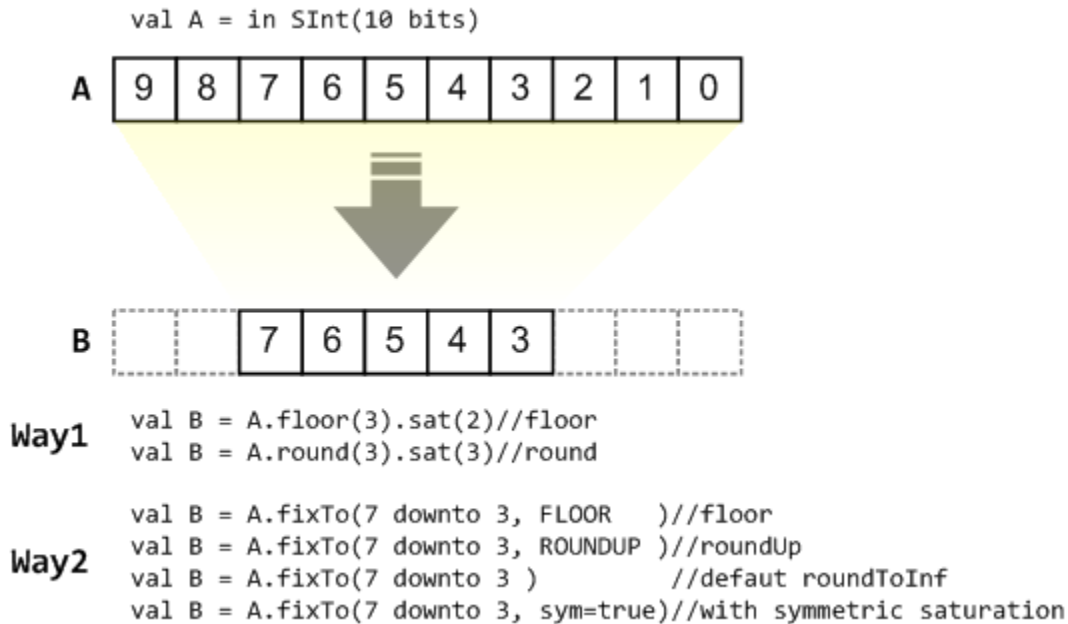 val A = in SInt(10 bits)
A 9 8 7 6 5 4 3 2 1 0
B 7 6 5 4 3
Way1
val B = A.floor(3).sat(2)//floor
val B = A.round(3).sat(3)//round
Way2
val B = A.fixTo(7 downto 3, FLOOR   )//floor
val B = A.fixTo(7 downto 3, ROUNDUP )//roundUp
val B = A.fixTo(7 downto 3 )         //defaut roundToInf
val B = A.fixTo(7 downto 3, sym=true)//with symmetric saturation